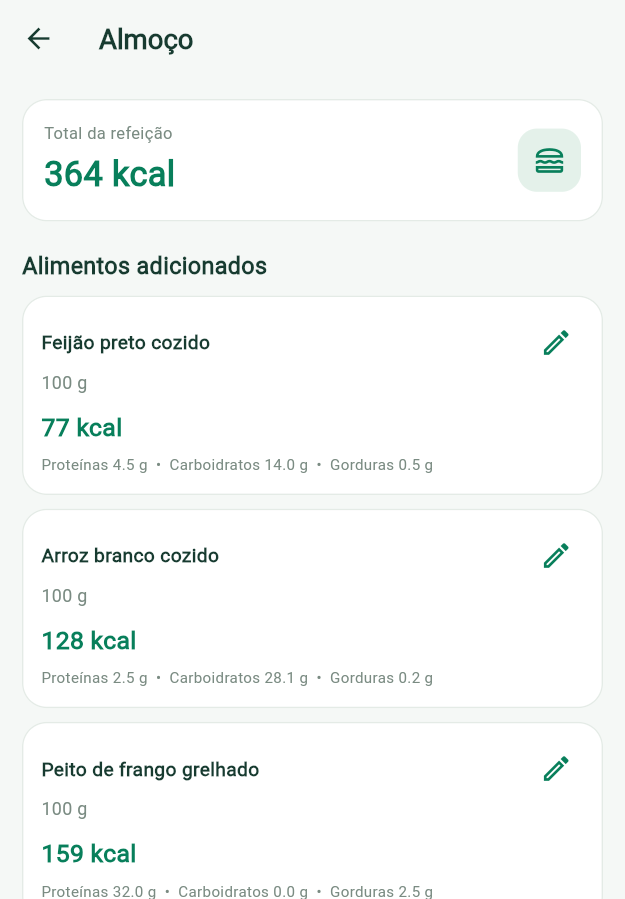 Almoço
Total da refeição
364 kcal
Alimentos adicionados
Feijão preto cozido
100 g
77 kcal
Proteínas 4.5 g • Carboidratos 14.0 g • Gorduras 0.5 g
Arroz branco cozido
100 g
128 kcal
Proteínas 2.5 g • Carboidratos 28.1 g • Gorduras 0.2 g
Peito de frango grelhado
100 g
159 kcal
Proteínas 32.0 g • Carboidratos 0.0 g • Gorduras 2.5 g